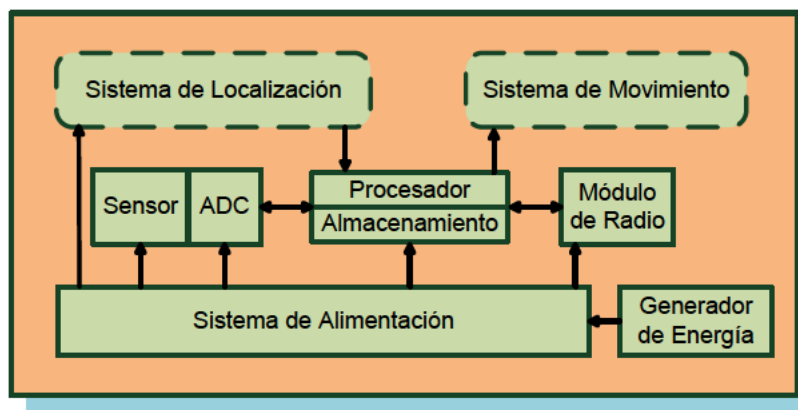 Sistema de Localización
Sistema de Movimiento
Sensor
ADC
Procesador
Almacenamiento
Módulo
de Radio
Sistema de Alimentación
Generador
de Energía